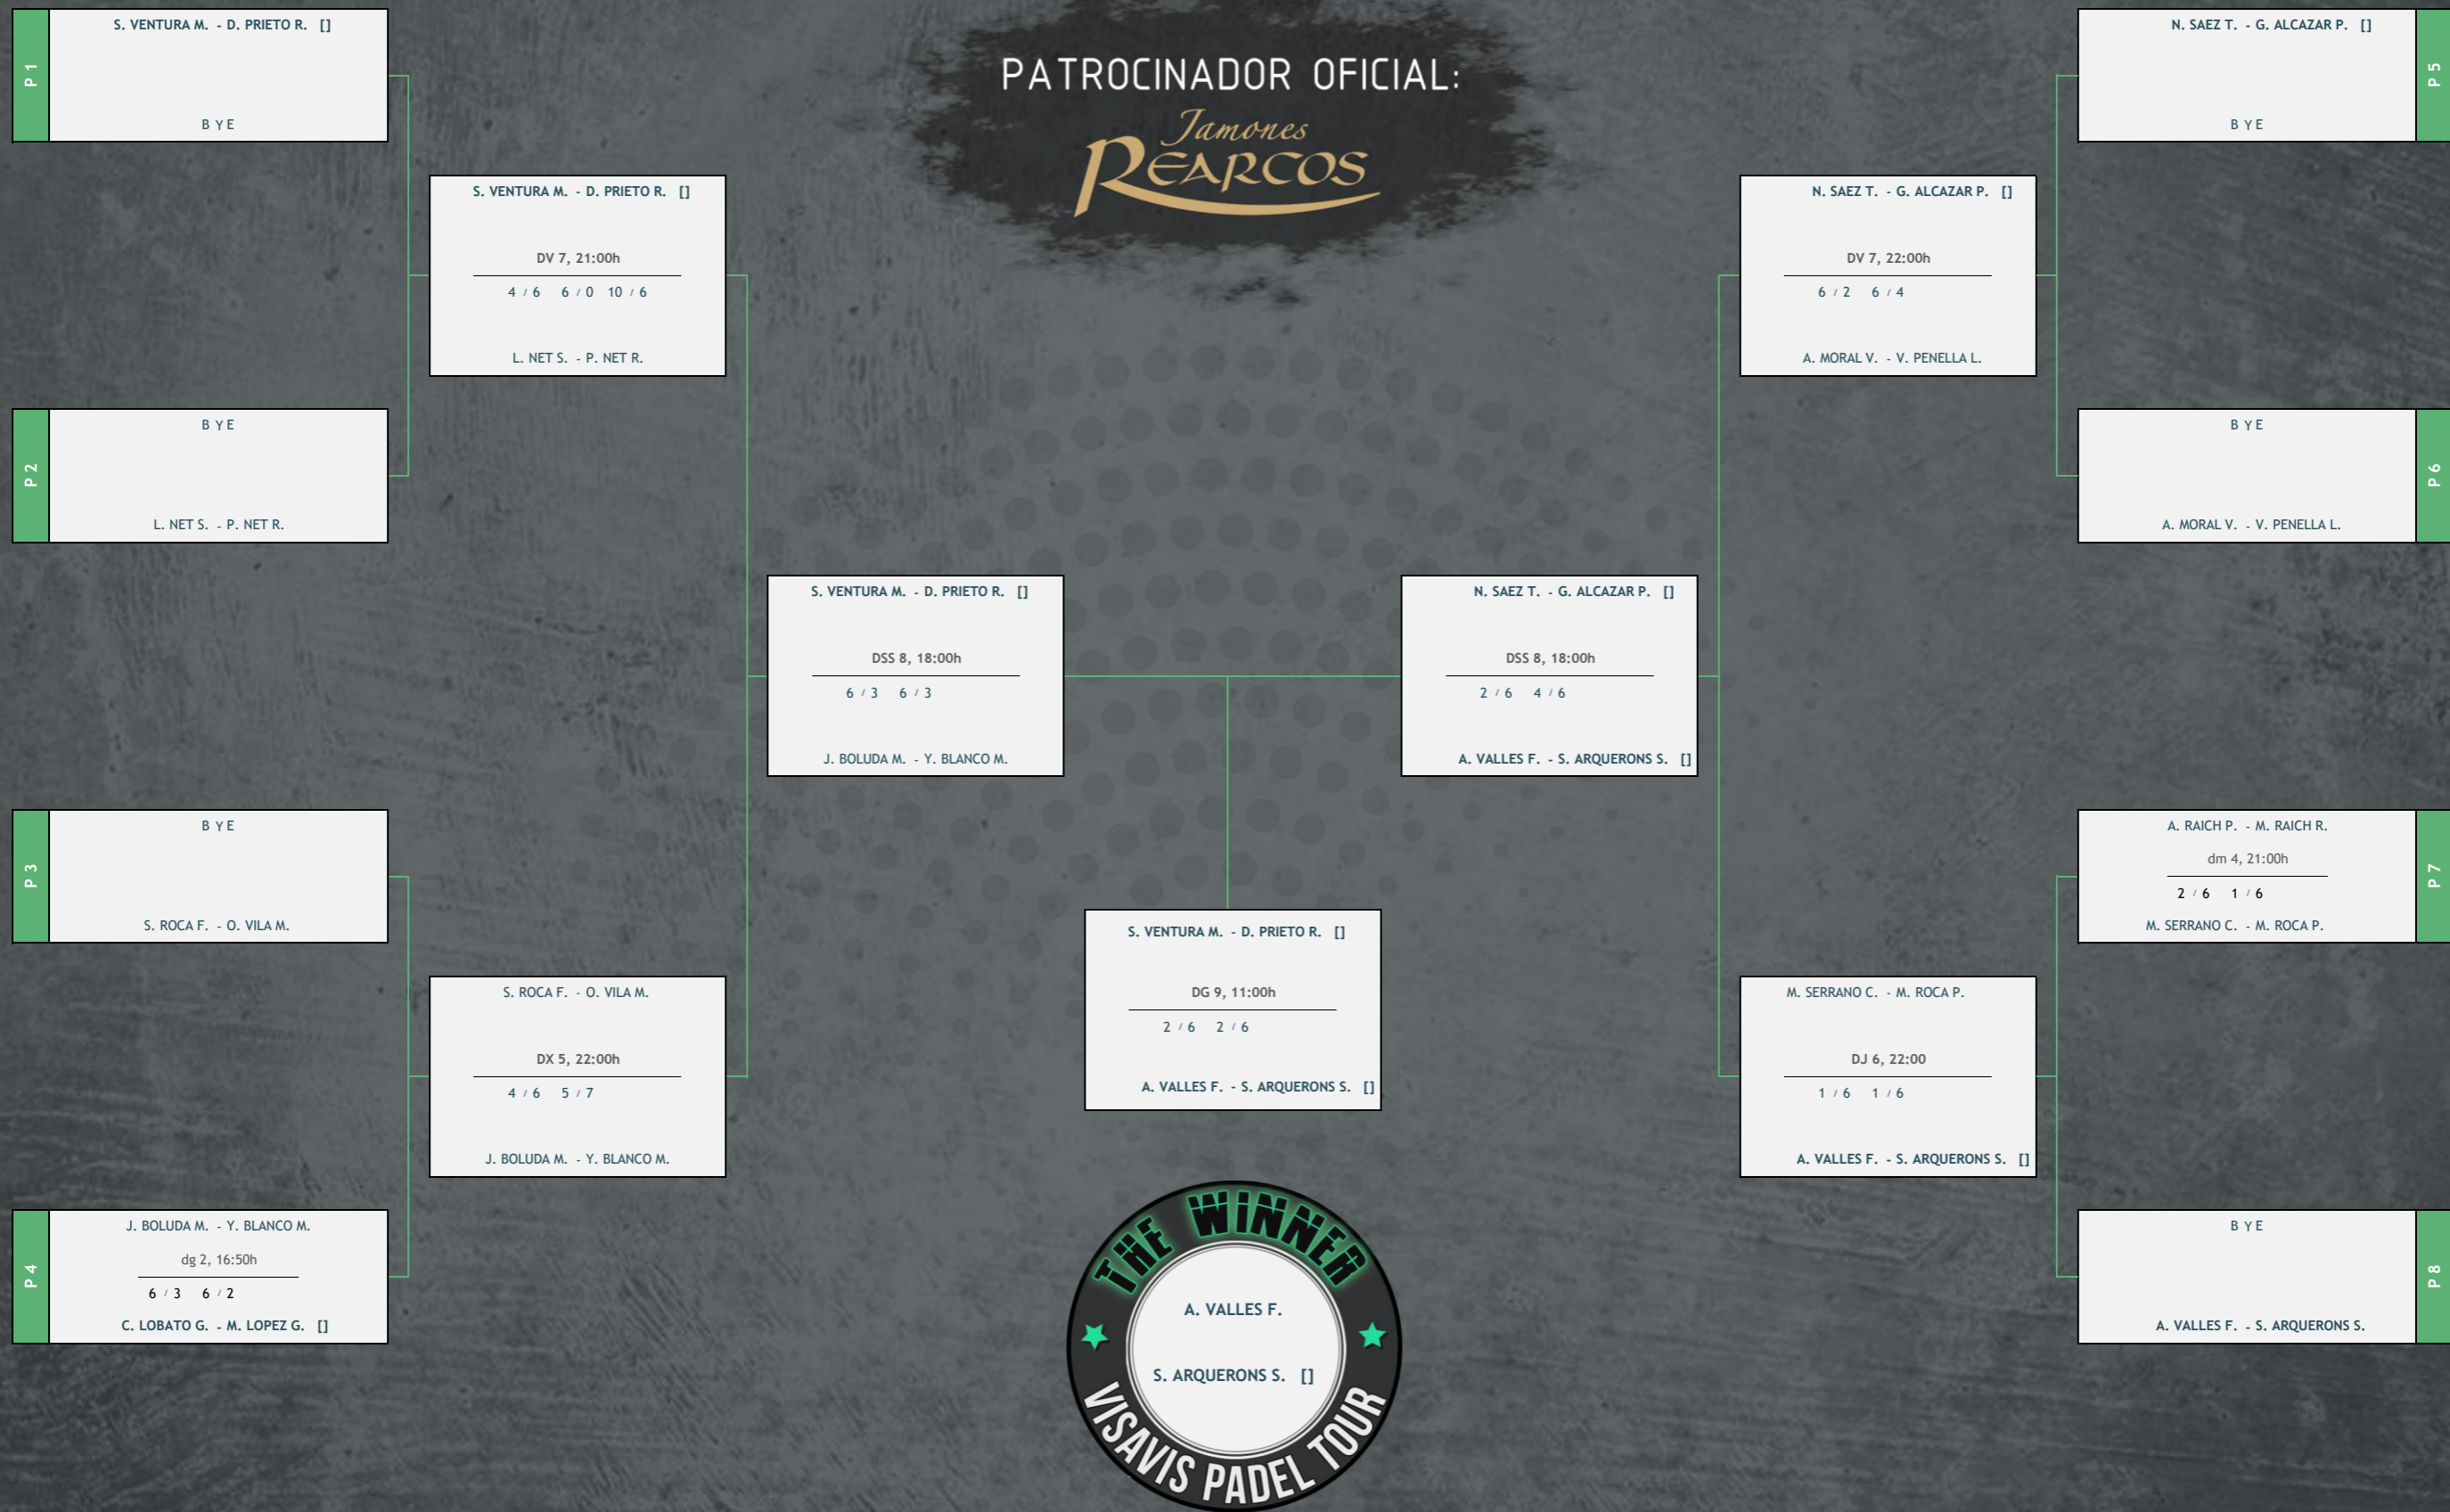 PATROCINADOR OFICIAL:
Jamones
REARCOS
P 1
S. VENTURA M. - D. PRIETO R. []
B Y E
P 2
B Y E
L. NET S. - P. NET R.
P 3
B Y E
S. ROCA F. - O. VILA M.
P 4
J. BOLUDA M. - Y. BLANCO M.
dg 2, 16:50h
6 / 3 6 / 2
C. LOBATO G. - M. LOPEZ G. []
S. VENTURA M. - D. PRIETO R. []
DV 7, 21:00h
4 / 6 6 / 0 10 / 6
L. NET S. - P. NET R.
S. ROCA F. - O. VILA M.
DX 5, 22:00h
4 / 6 5 / 7
J. BOLUDA M. - Y. BLANCO M.
S. VENTURA M. - D. PRIETO R. []
DSS 8, 18:00h
6 / 3 6 / 3
J. BOLUDA M. - Y. BLANCO M.
N. SAEZ T. - G. ALCAZAR P. []
DSS 8, 18:00h
2 / 6 4 / 6
A. VALLES F. - S. ARQUERONS S. []
N. SAEZ T. - G. ALCAZAR P. []
DV 7, 22:00h
6 / 2 6 / 4
A. MORAL V. - V. PENELLA L.
M. SERRANO C. - M. ROCA P.
DJ 6, 22:00
1 / 6 1 / 6
A. VALLES F. - S. ARQUERONS S. []
N. SAEZ T. - G. ALCAZAR P. []
B Y E
P 5
B Y E
A. MORAL V. - V. PENELLA L.
P 6
A. RAICH P. - M. RAICH R.
dm 4, 21:00h
2 / 6 1 / 6
M. SERRANO C. - M. ROCA P.
P 7
B Y E
A. VALLES F. - S. ARQUERONS S.
P 8
S. VENTURA M. - D. PRIETO R. []
DG 9, 11:00h
2 / 6 2 / 6
A. VALLES F. - S. ARQUERONS S. []
THE WINNER
A. VALLES F.
S. ARQUERONS S. []
VISAVIS PADEL TOUR